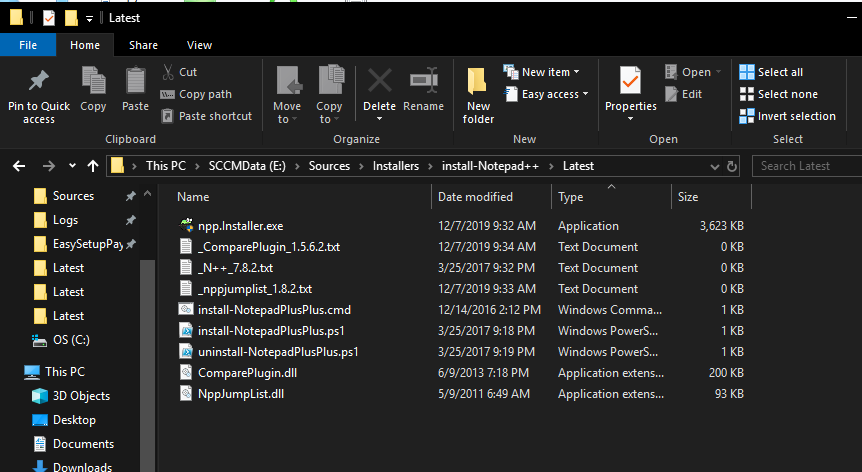 Latest
File Home Share View
Pin to Quick access
Copy
Paste
Cut
Copy path
Paste shortcut
Clipboard
Move to
Copy to
Delete
Rename
Organize
New folder
New item
Easy access
New
Properties
Open
Edit
Open
Select all
Select none
Invert selection
Select
This PC > SCCMData (E:) > Sources > Installers > install-Notepad++ > Latest
Search Latest
Sources
Logs
EasySetupPay
Latest
Latest
Latest
OS (C:)
This PC
3D Objects
Desktop
Documents
Downloads
Name Date modified Type Size
npp.Installer.exe 12/7/2019 9:32 AM Application 3,623 KB
_ComparePlugin_1.5.6.2.txt 12/7/2019 9:34 AM Text Document 0 KB
_N++_7.8.2.txt 3/25/2017 9:32 PM Text Document 0 KB
_nppjumplist_1.8.2.txt 12/7/2019 9:33 AM Text Document 0 KB
install-NotepadPlusPlus.cmd 12/14/2016 2:12 PM Windows Comma... 1 KB
install-NotepadPlusPlus.ps1 3/25/2017 9:18 PM Windows PowerS... 1 KB
uninstall-NotepadPlusPlus.ps1 3/25/2017 9:19 PM Windows PowerS... 1 KB
ComparePlugin.dll 6/9/2013 7:18 PM Application extens... 200 KB
NppJumpList.dll 5/9/2011 6:49 AM Application extens... 93 KB